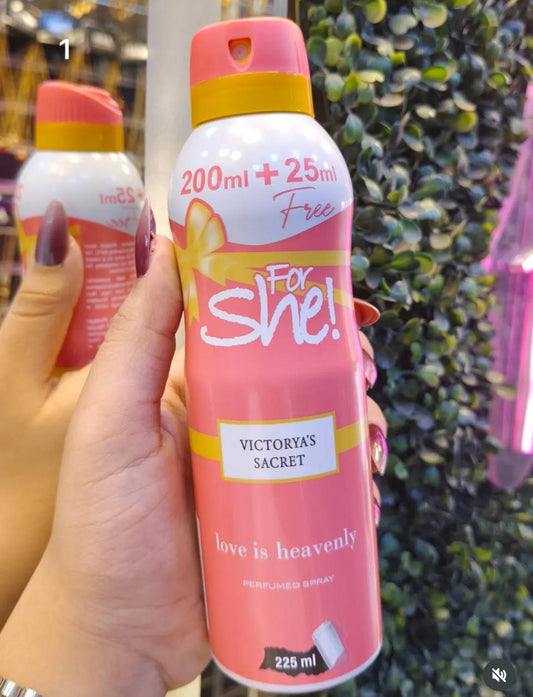 1
200ml + 25ml
Free
For
She!
VICTORYA'S
SACRET
love is heavenly
PERFUMED SPRAY
225 ml